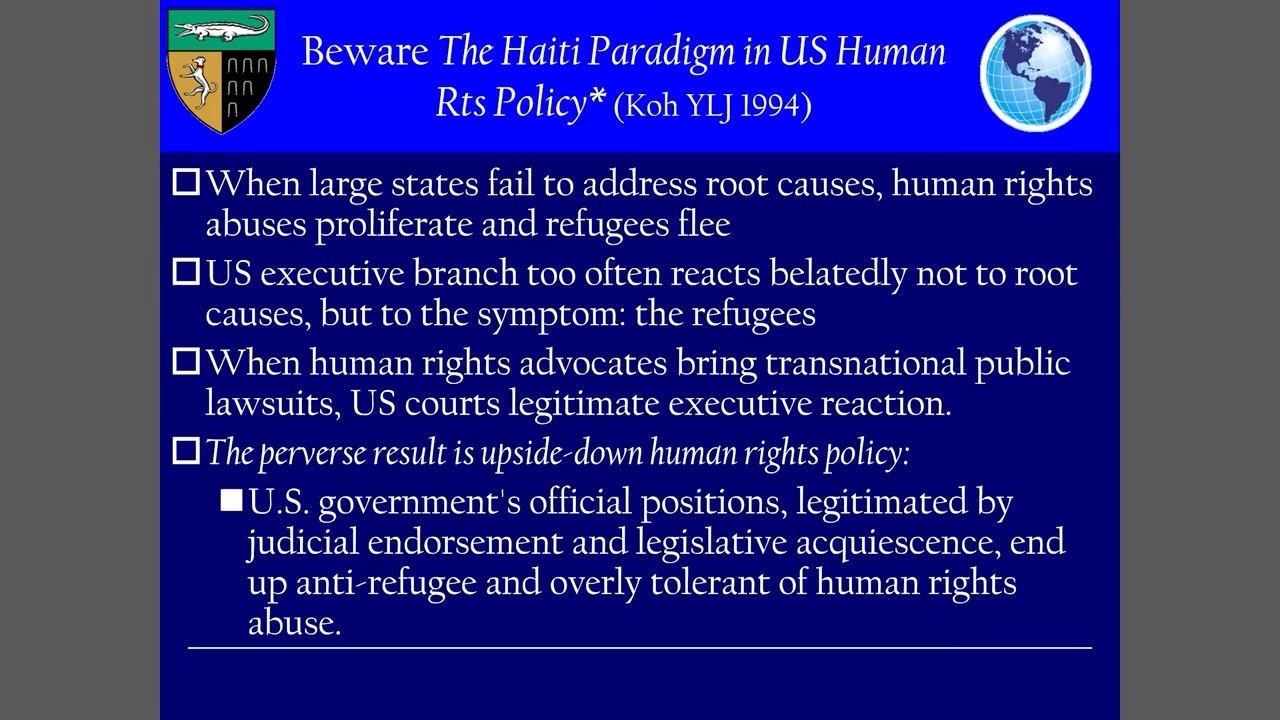 Beware The Haiti Paradigm in US Human
Rts Policy* (Koh YLJ 1994)
When large states fail to address root causes, human rights
abuses proliferate and refugees flee
US executive branch too often reacts belatedly not to root
causes, but to the symptom: the refugees
When human rights advocates bring transnational public
lawsuits, US courts legitimate executive reaction.
The perverse result is upside-down human rights policy:
U.S. government's official positions, legitimated by
judicial endorsement and legislative acquiescence, end
up anti-refugee and overly tolerant of human rights
abuse.